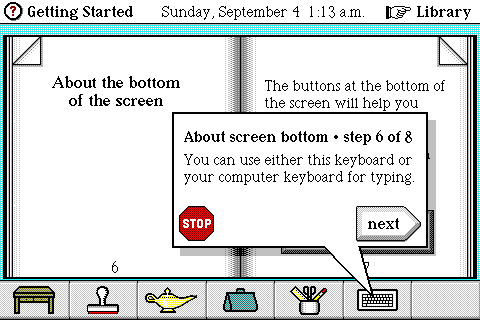 ? Getting Started
Sunday, September 4 1:13 a.m.
Library
About the bottom
of the screen
The buttons at the bottom of
the screen will help you
About screen bottom • step 6 of 8
You can use either this keyboard or
your computer keyboard for typing.
STOP
next
6